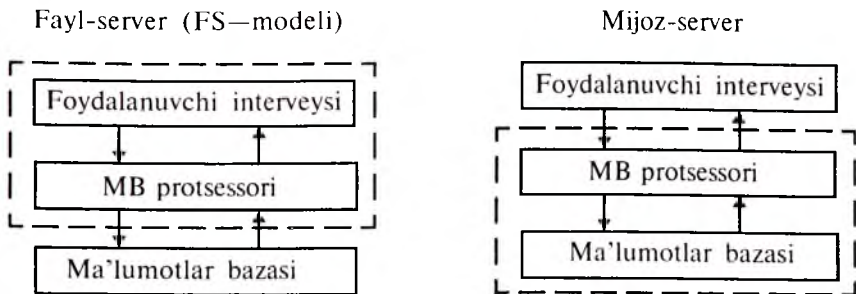 Fayl-server (FS—modeli)
Foydalanuvchi interveysi
MB protsessori
Ma'lumotlar bazasi
Mijoz-server
Foydalanuvchi interveysi
MB protsessori
Ma'lumotlar bazasi